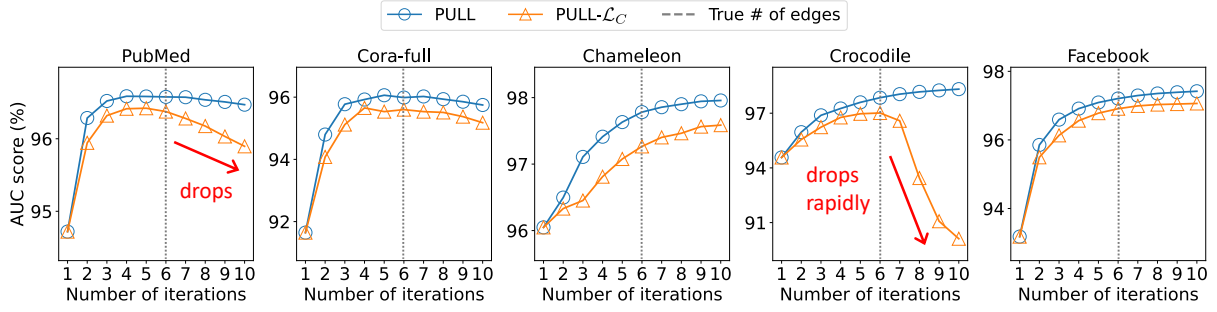 PULL PULL-ℒ_C True # of edges
PubMed Cora-full Chameleon Crocodile Facebook
AUC score (%)
96
95
drops
1 2 3 4 5 6 7 8 9 10
Number of iterations
96
94
92
1 2 3 4 5 6 7 8 9 10
Number of iterations
98
97
96
1 2 3 4 5 6 7 8 9 10
Number of iterations
97
94
91
drops
rapidly
1 2 3 4 5 6 7 8 9 10
Number of iterations
98
96
94
1 2 3 4 5 6 7 8 9 10
Number of iterations